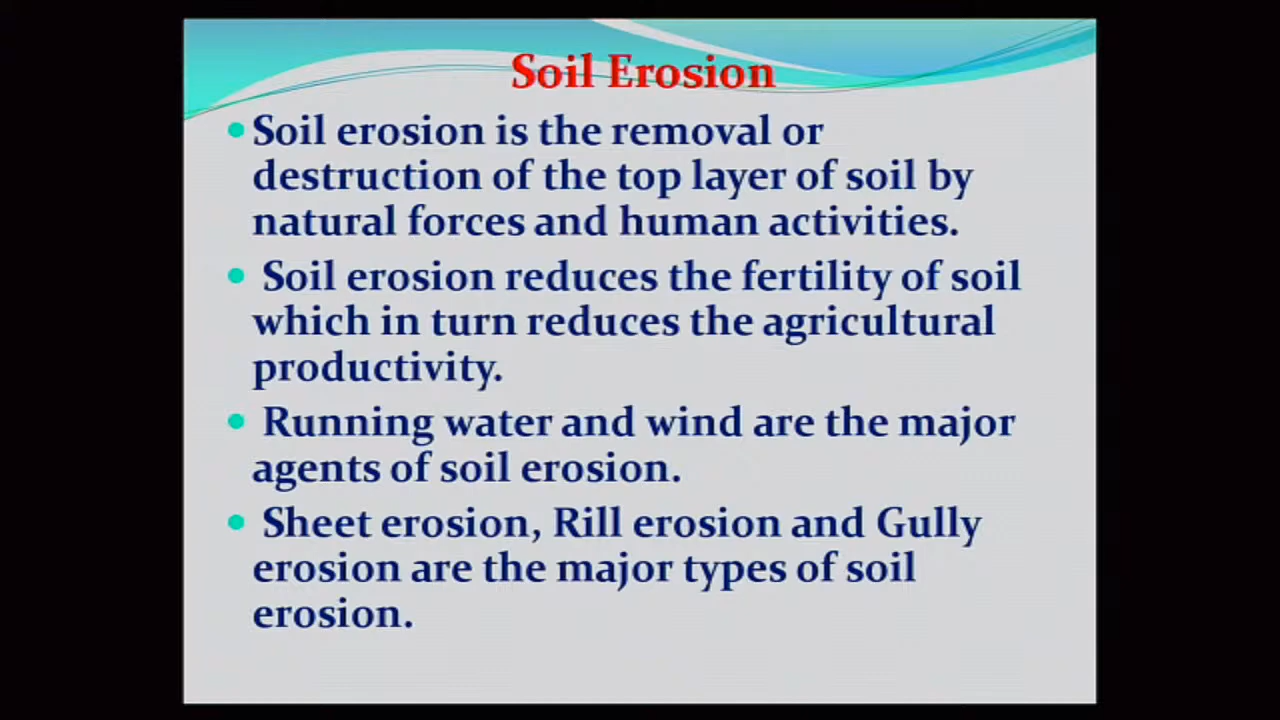 Soil Erosion
• Soil erosion is the removal or
destruction of the top layer of soil by
natural forces and human activities.
• Soil erosion reduces the fertility of soil
which in turn reduces the agricultural
productivity.
• Running water and wind are the major
agents of soil erosion.
• Sheet erosion, Rill erosion and Gully
erosion are the major types of soil
erosion.